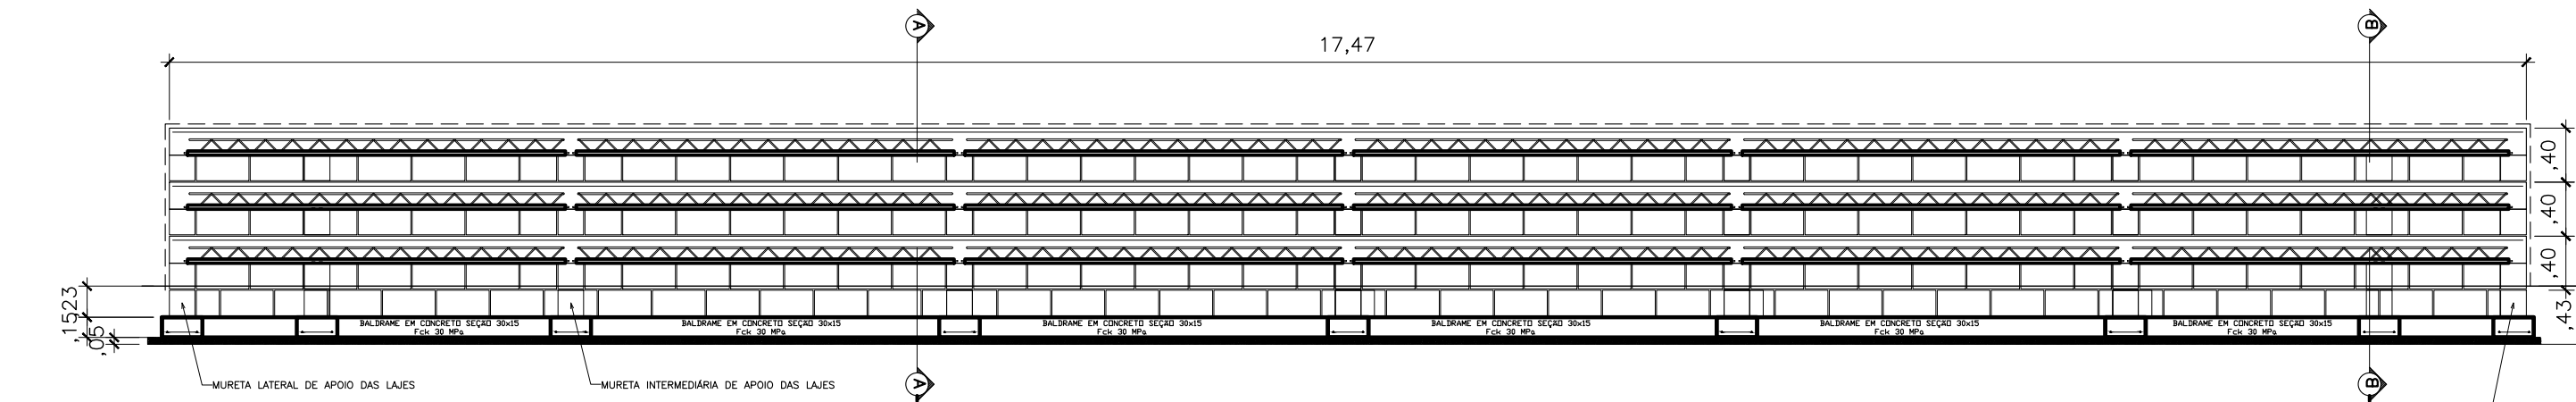 A
B
17,47
,40
,40
,40
,43
,1523
,05
BALDRAME EM CONCRETO SEÇÃO 30x15
Fck 30 MPa
BALDRAME EM CONCRETO SEÇÃO 30x15
Fck 30 MPa
BALDRAME EM CONCRETO SEÇÃO 30x15
Fck 30 MPa
BALDRAME EM CONCRETO SEÇÃO 30x15
Fck 30 MPa
BALDRAME EM CONCRETO SEÇÃO 30x15
Fck 30 MPa
BALDRAME EM CONCRETO SEÇÃO 30x15
Fck 30 MPa
MURETA LATERAL DE APOIO DAS LAJES
MURETA INTERMEDIÁRIA DE APOIO DAS LAJES
A
B